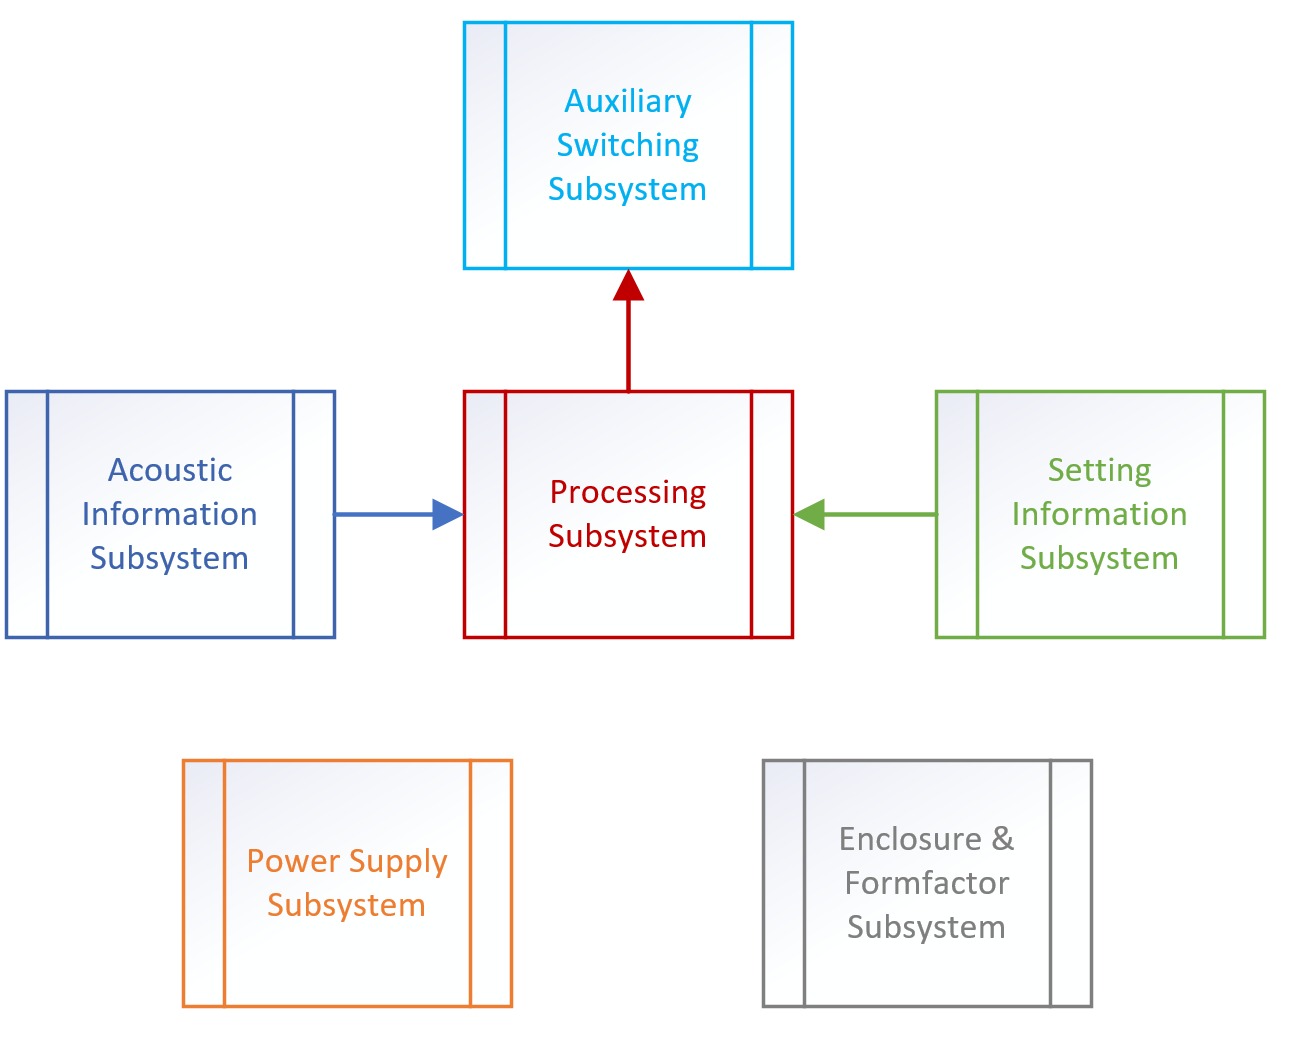 Auxiliary
Switching
Subsystem
Acoustic
Information
Subsystem
Processing
Subsystem
Setting
Information
Subsystem
Power Supply
Subsystem
Enclosure &
Formfactor
Subsystem